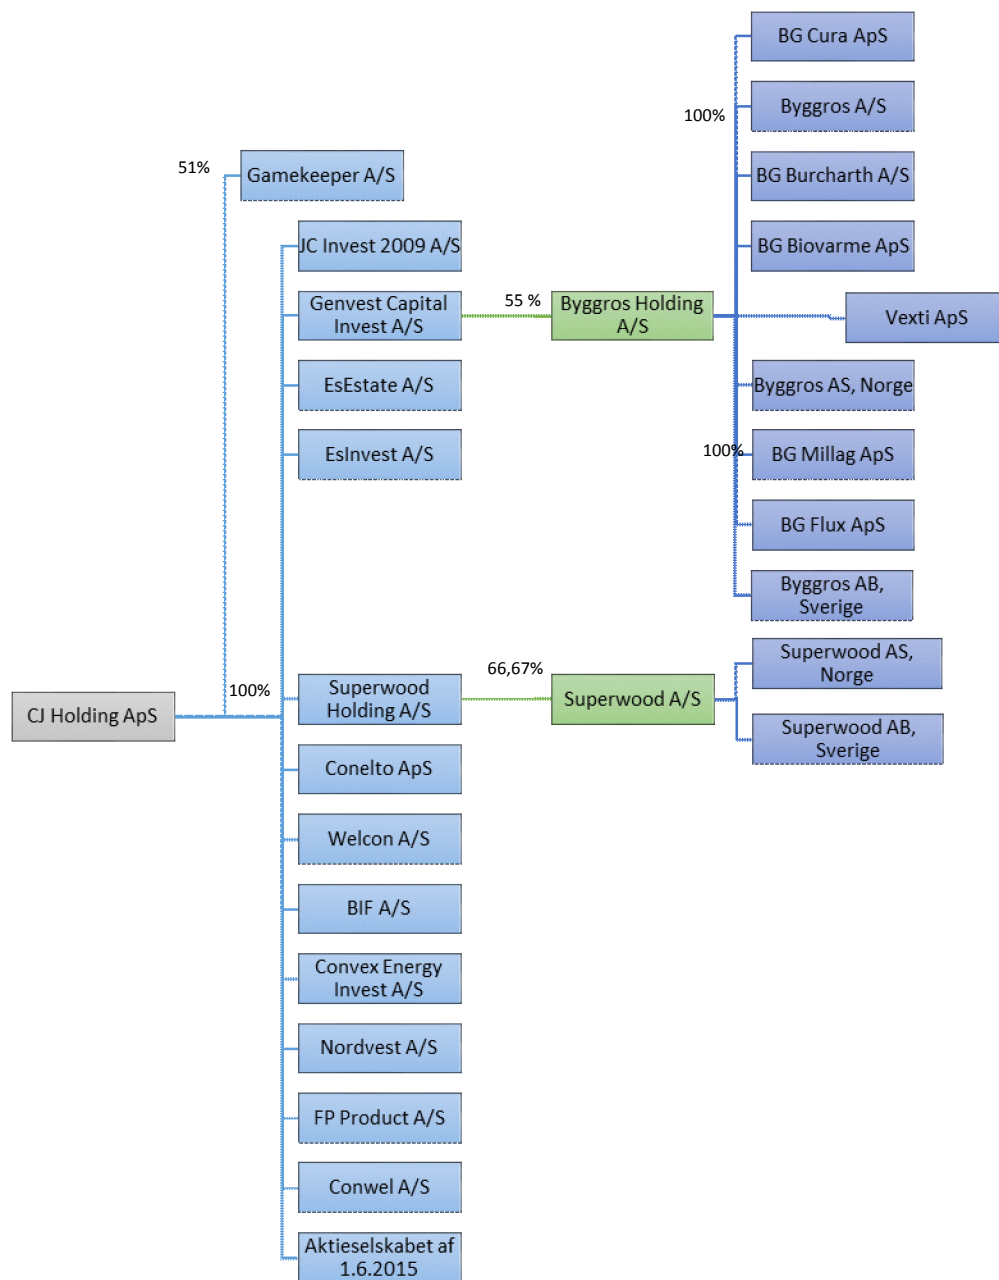 BG Cura ApS
100%
Byggros A/S
51%
Gamekeeper A/S
BG Burcharth A/S
JC Invest 2009 A/S
BG Biovarme ApS
Genvest Capital
Invest A/S
55 %
Byggros Holding
A/S
Vexti ApS
EsEstate A/S
Byggros AS, Norge
EsInvest A/S
100%
BG Millag ApS
BG Flux ApS
Byggros AB,
Sverige
CJ Holding ApS
100%
Superwood
Holding A/S
66,67%
Superwood A/S
Superwood AS,
Norge
Superwood AB,
Sverige
Conelto ApS
Welcon A/S
BIF A/S
Convex Energy
Invest A/S
Nordvest A/S
FP Product A/S
Conwel A/S
Aktieselskabet af
1.6.2015